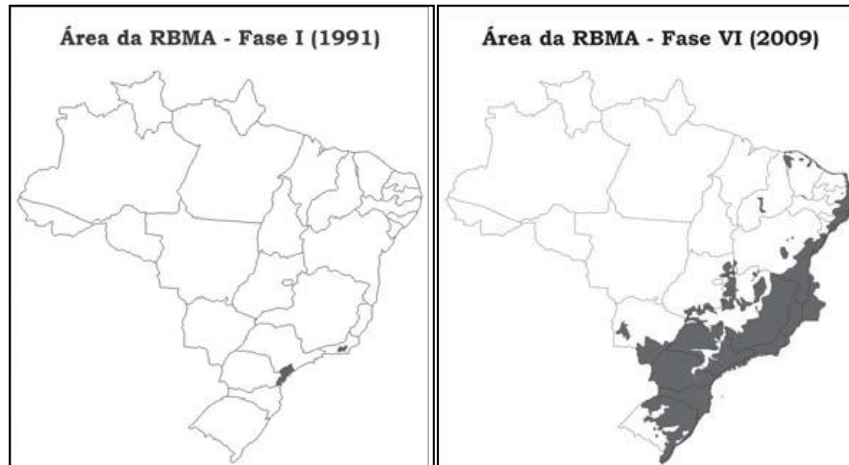 Área da RBMA - Fase I (1991)
Área da RBMA - Fase VI (2009)